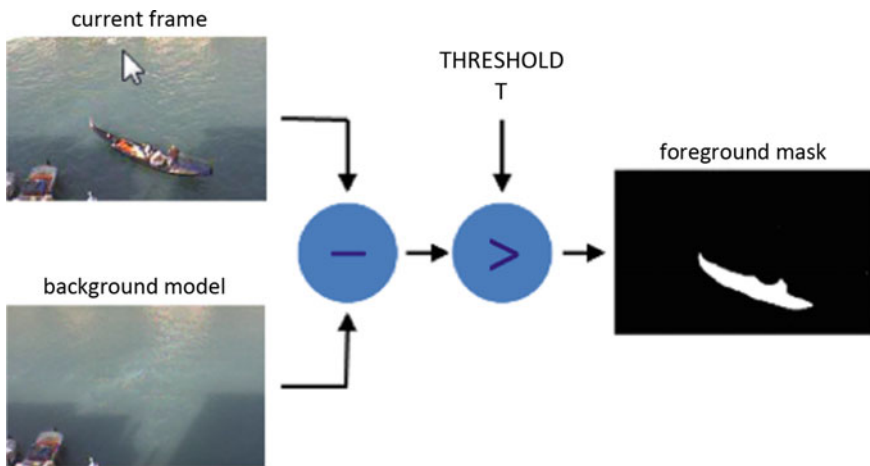 current frame
THRESHOLD
T
foreground mask
−
>
background model